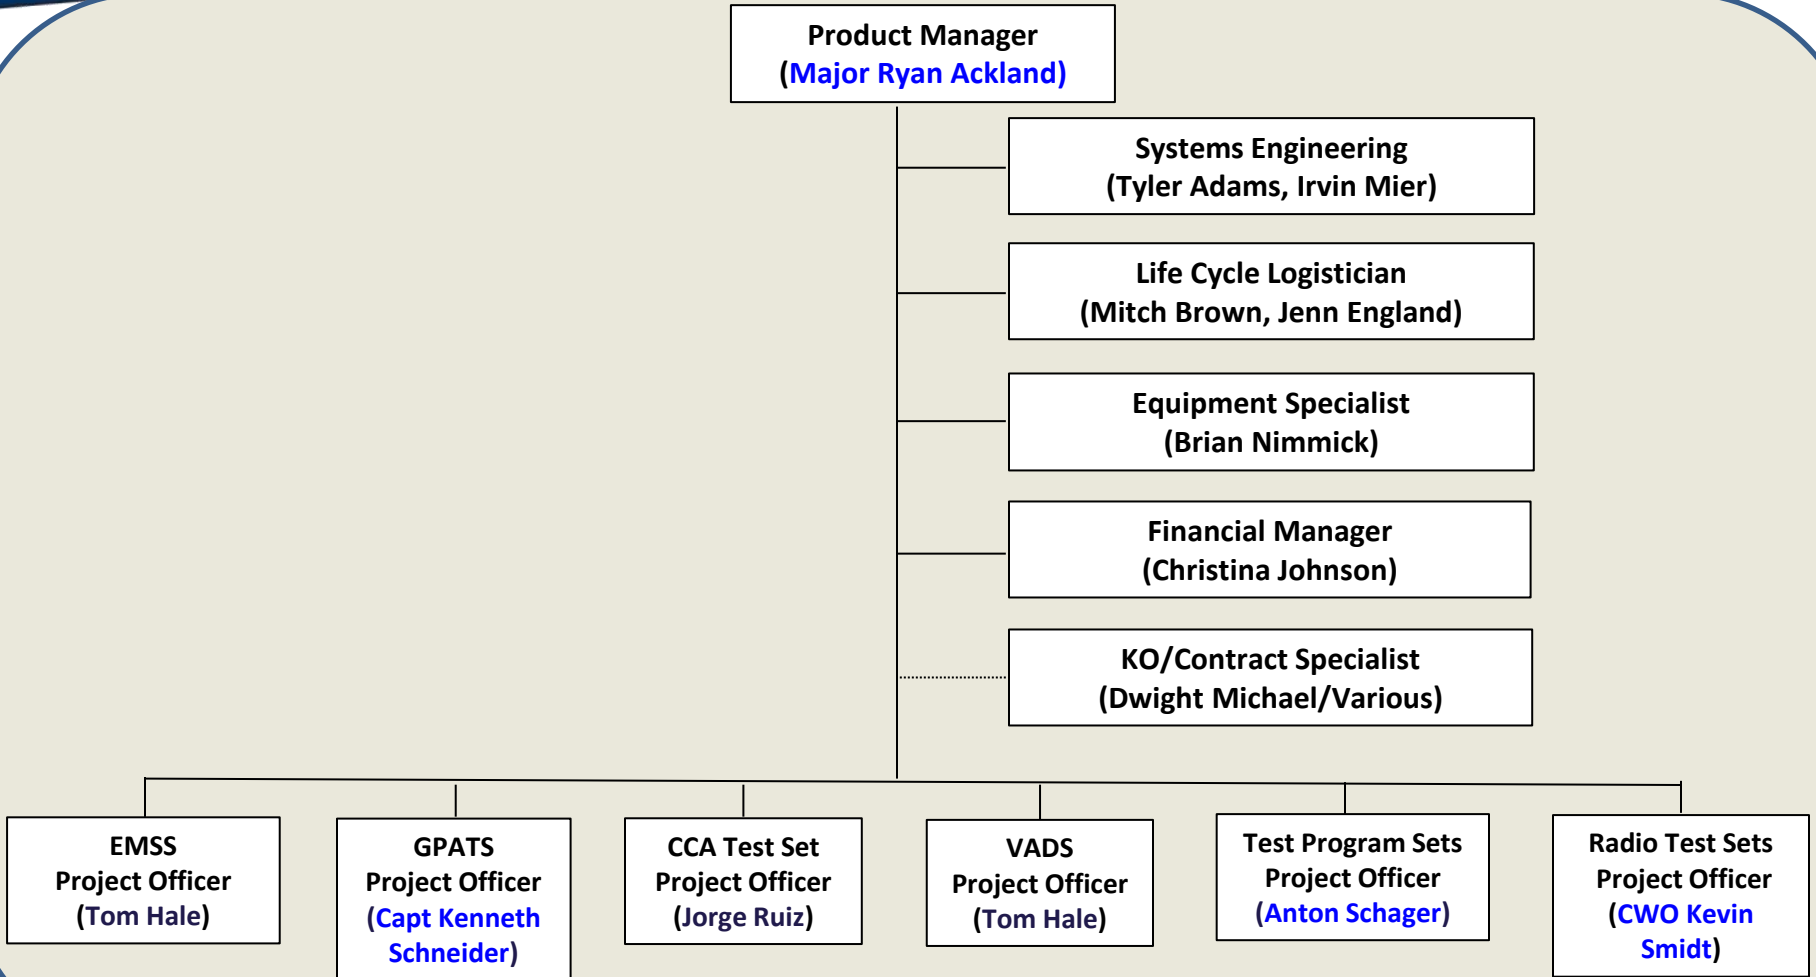 Product Manager
(Major Ryan Ackland)
Systems Engineering
(Tyler Adams, Irvin Mier)
Life Cycle Logistician
(Mitch Brown, Jenn England)
Equipment Specialist
(Brian Nimmick)
Financial Manager
(Christina Johnson)
KO/Contract Specialist
(Dwight Michael/Various)
EMSS
Project Officer
(Tom Hale)
GPATS
Project Officer
(Capt Kenneth
Schneider)
CCA Test Set
Project Officer
(Jorge Ruiz)
VADS
Project Officer
(Tom Hale)
Test Program Sets
Project Officer
(Anton Schager)
Radio Test Sets
Project Officer
(CWO Kevin
Smidt)